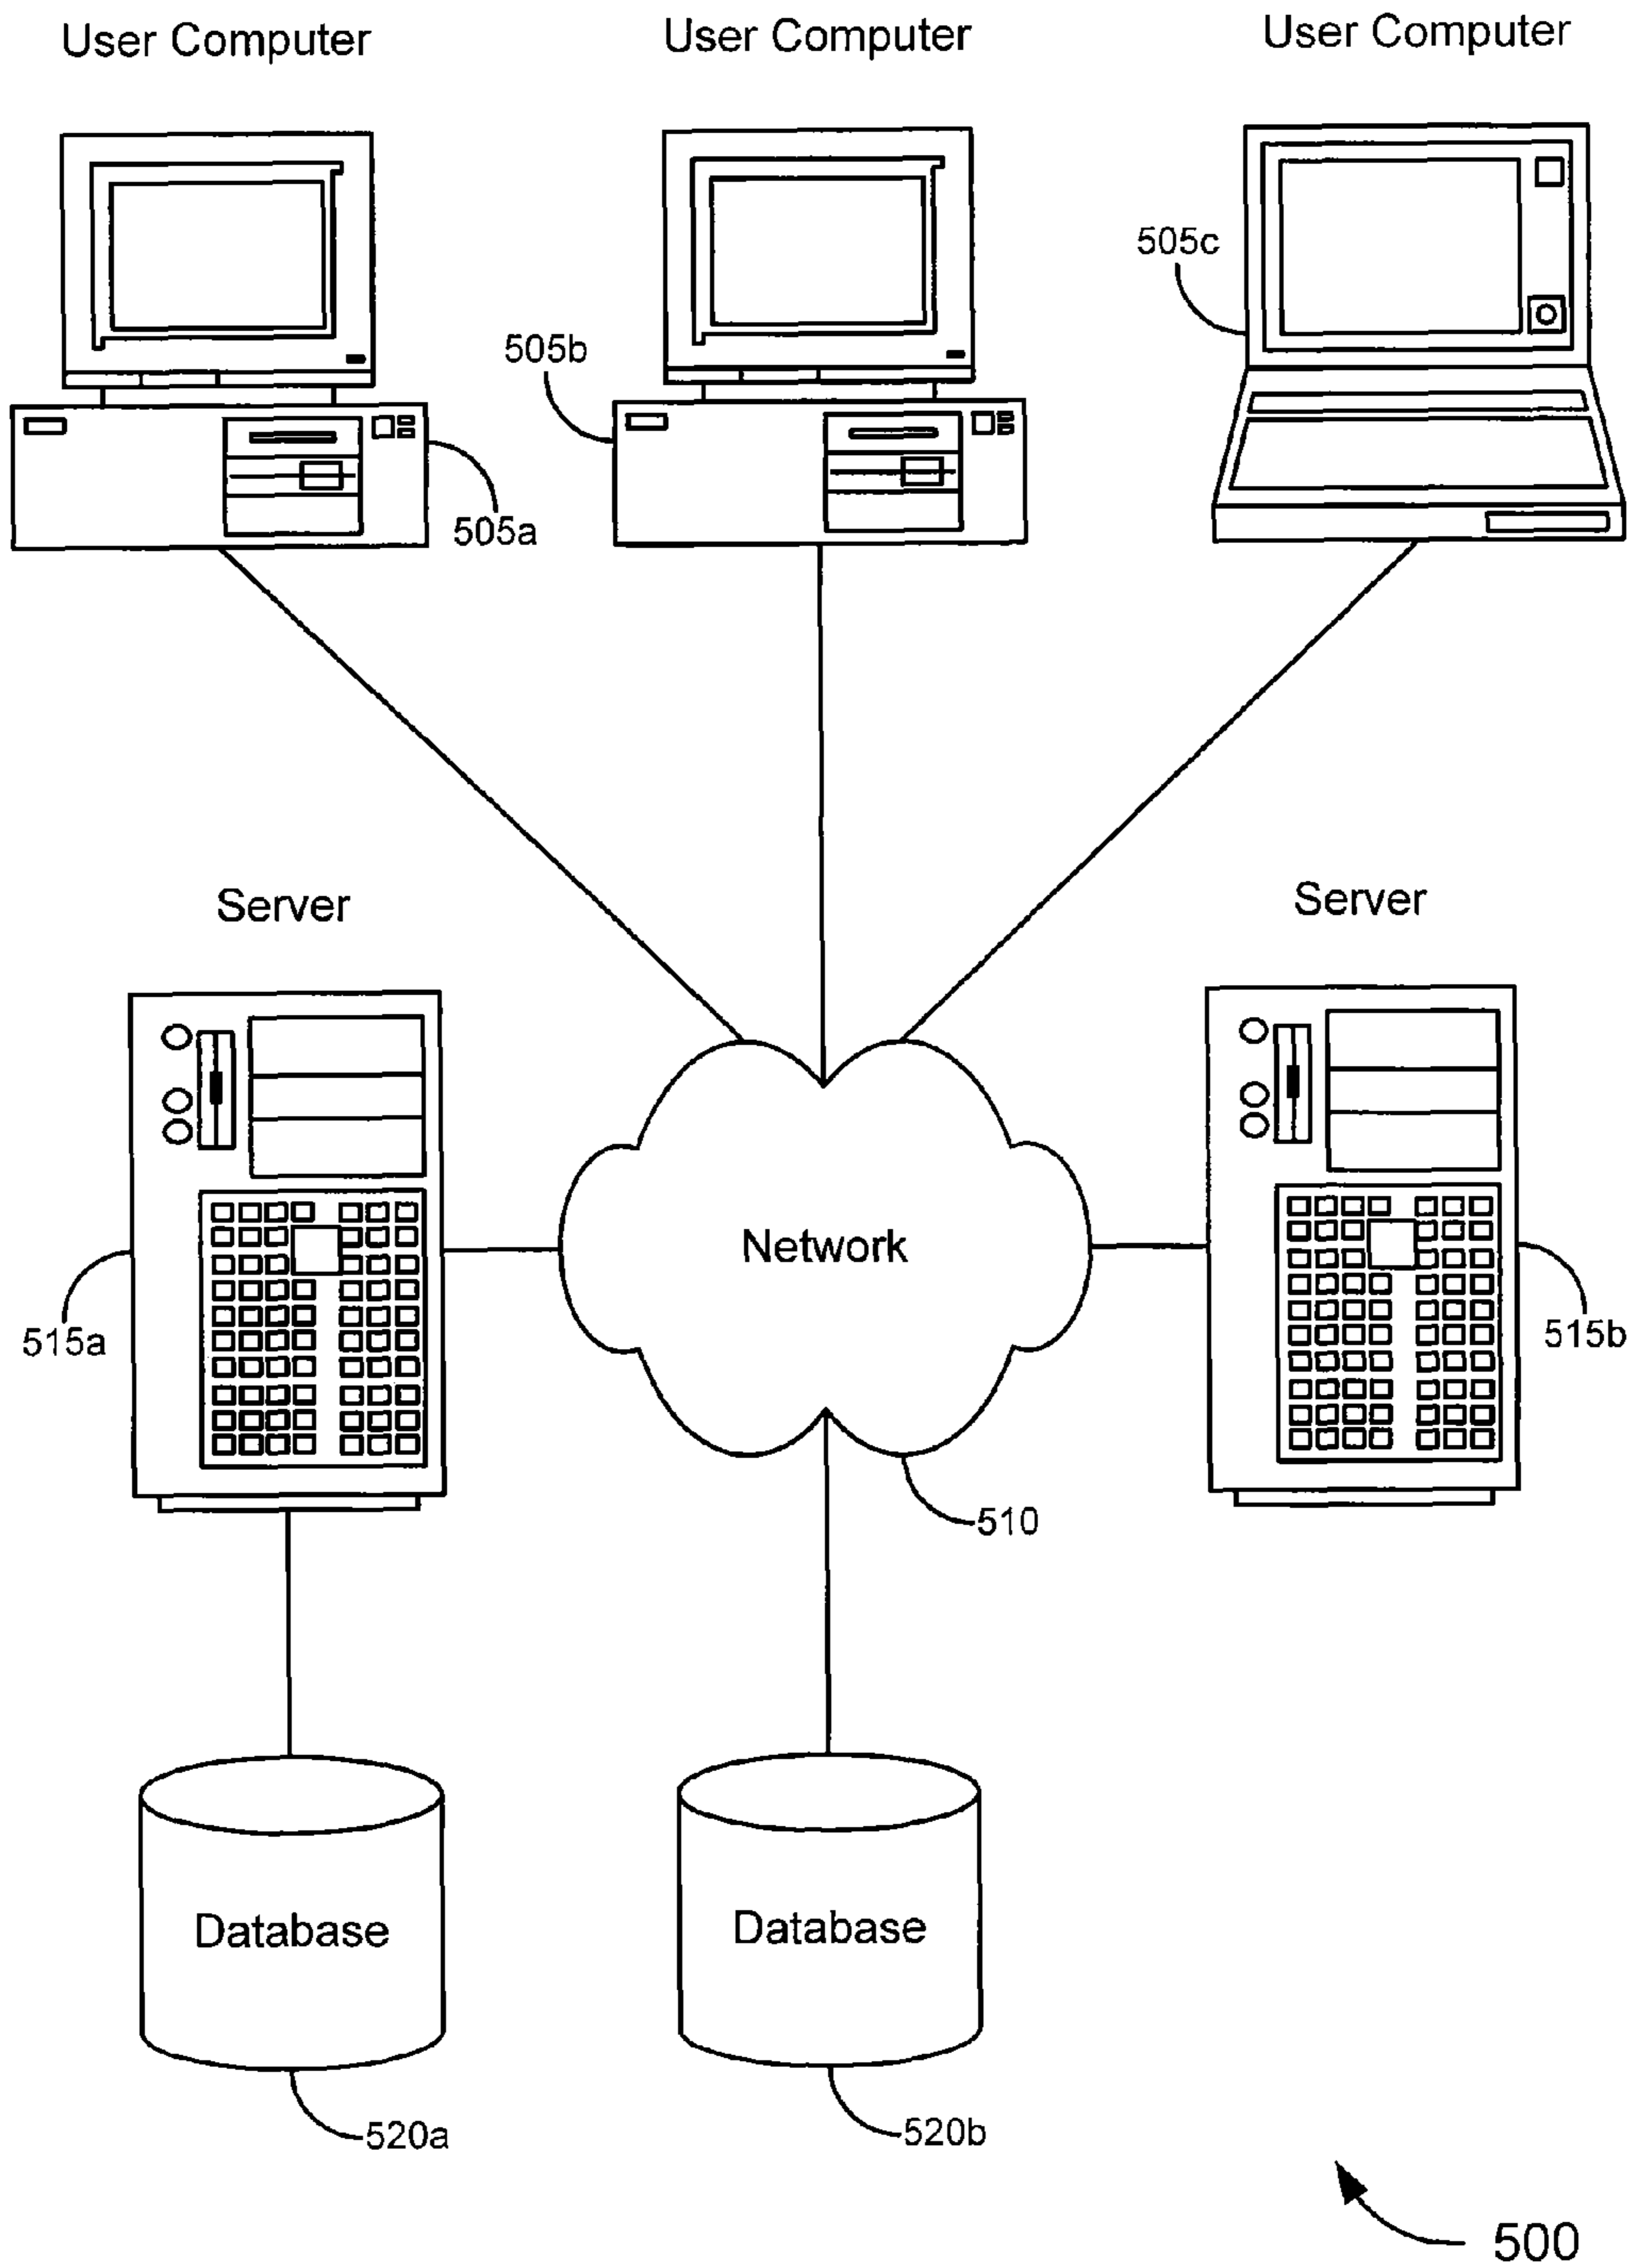 User Computer
User Computer
User Computer
505c
505b
505a
Server
Server
Network
515a
515b
510
Database
Database
520a
520b
500